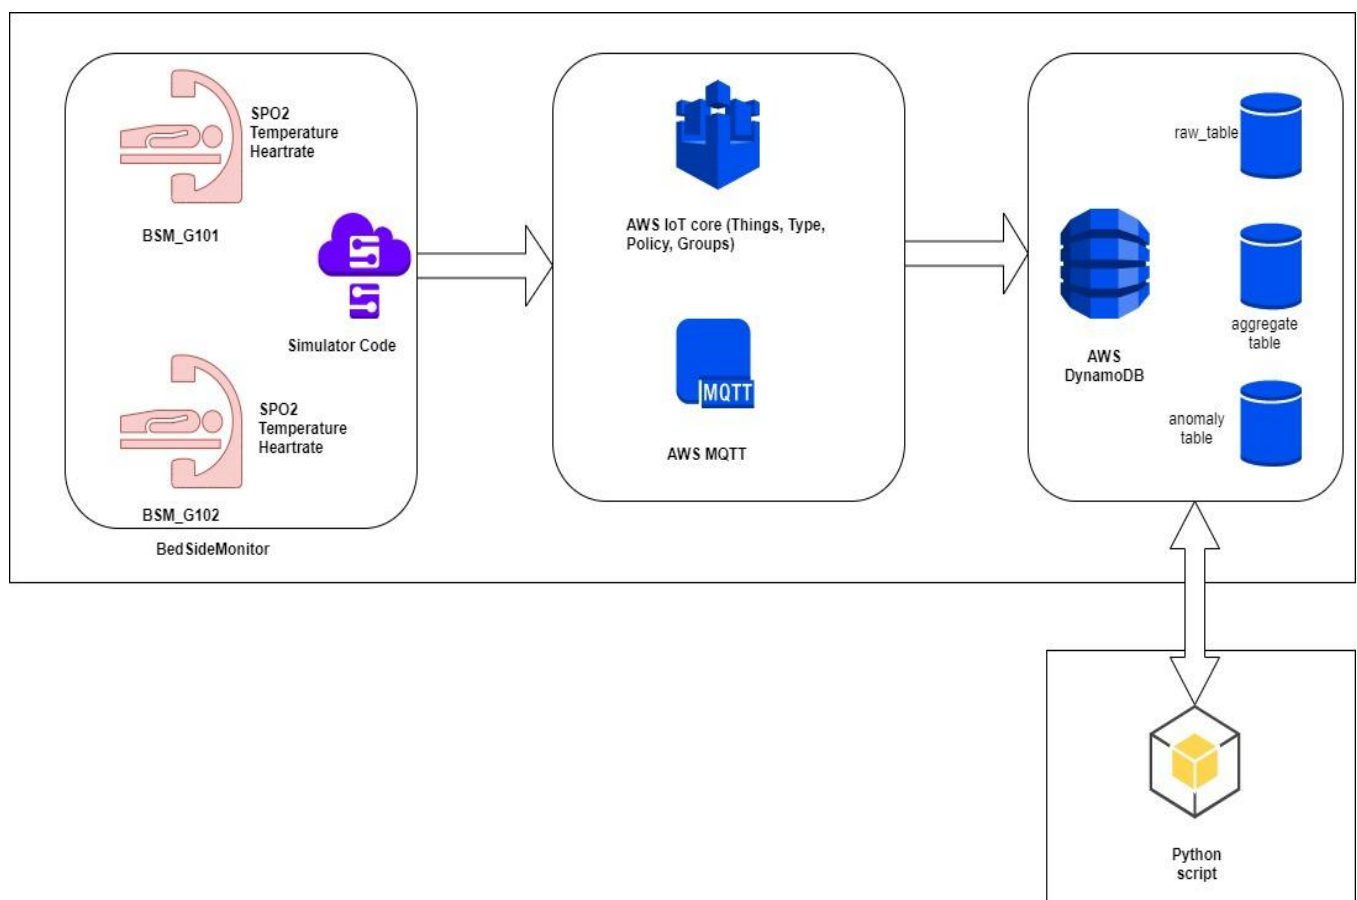 SPO2
Temperature
Heartrate
BSM_G101
Simulator Code
SPO2
Temperature
Heartrate
BSM_G102
BedSideMonitor
AWS IoT core (Things, Type,
Policy, Groups)
MQTT
AWS MQTT
AWS
DynamoDB
raw_table
aggregate
table
anomaly
table
Python
script